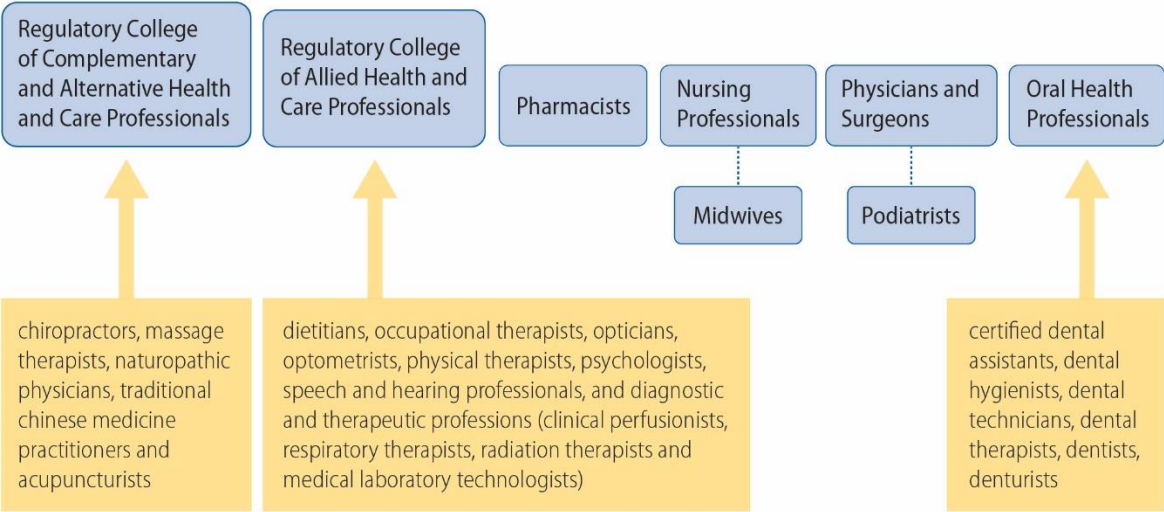 Regulatory College
of Complementary
and Alternative Health
and Care Professionals
Regulatory College
of Allied Health and
Care Professionals
Pharmacists
Nursing
Professionals
Physicians and
Surgeons
Oral Health
Professionals
Midwives
Podiatrists
chiropractors, massage
therapists, naturopathic
physicians, traditional
chinese medicine
practitioners and
acupuncturists
dietitians, occupational therapists, opticians,
optometrists, physical therapists, psychologists,
speech and hearing professionals, and diagnostic
and therapeutic professions (clinical perfusionists,
respiratory therapists, radiation therapists and
medical laboratory technologists)
certified dental
assistants, dental
hygienists, dental
technicians, dental
therapists, dentists,
denturists